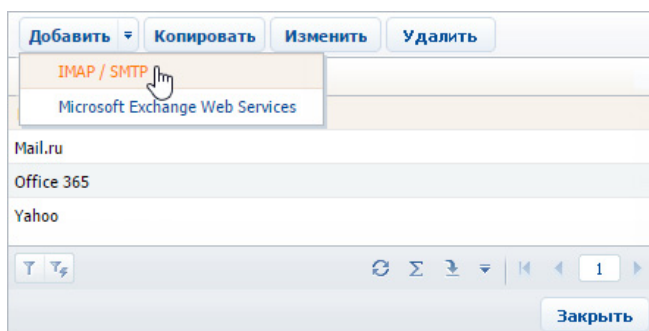 Добавить Копировать Изменить Удалить
IMAP / SMTP
Microsoft Exchange Web Services
Mail.ru
Office 365
Yahoo
1
Закрыть